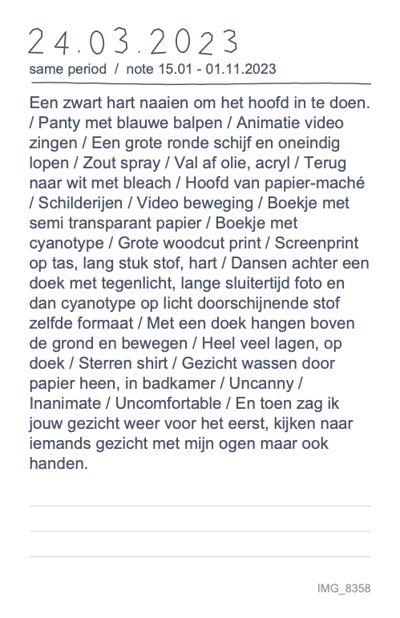 24.03.2023
same period / note 15.01 - 01.11.2023
Een zwart hart naaien om het hoofd in te doen.
/ Panty met blauwe balpen / Animatie video
zingen / Een grote ronde schijf en oneindig
lopen / Zout spray / Val af olie, acryl / Terug
naar wit met bleach / Hoofd van papier-maché
/ Schilderijen / Video beweging / Boekje met
semi transparant papier / Boekje met
cyanotype / Grote woodcut print / Screenprint
op tas, lang stuk stof, hart / Dansen achter een
doek met tegenlicht, lange sluitertijd foto en
dan cyanotype op licht doorschijnende stof
zelfde formaat / Met een doek hangen boven
de grond en bewegen / Heel veel lagen, op
doek / Sterren shirt / Gezicht wassen door
papier heen, in badkamer / Uncanny /
Inanimate / Uncomfortable / En toen zag ik
jouw gezicht weer voor het eerst, kijken naar
iemands gezicht met mijn ogen maar ook
handen.
IMG_8358